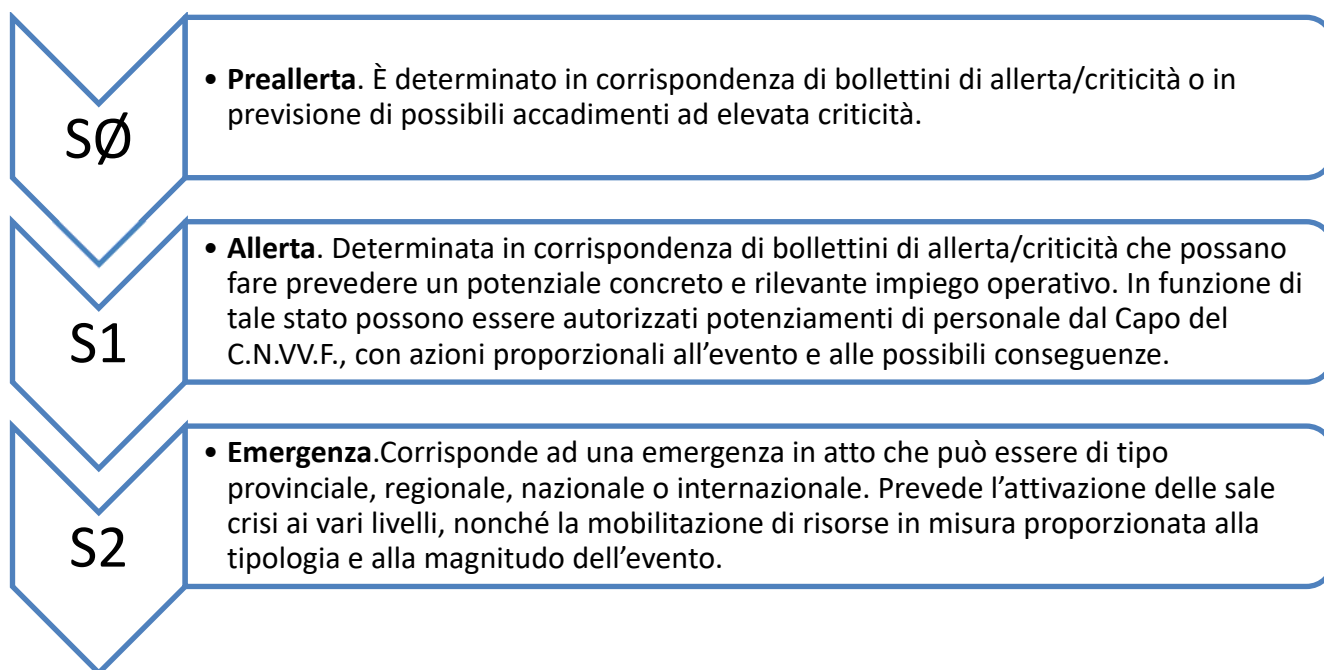 SØ
• Preallerta. È determinato in corrispondenza di bollettini di allerta/criticità o in
previsione di possibili accadimenti ad elevata criticità.
S1
• Allerta. Determinata in corrispondenza di bollettini di allerta/criticità che possano
fare prevedere un potenziale concreto e rilevante impiego operativo. In funzione di
tale stato possono essere autorizzati potenziamenti di personale dal Capo del
C.N.VV.F., con azioni proporzionali all’evento e alle possibili conseguenze.
S2
• Emergenza.Corrisponde ad una emergenza in atto che può essere di tipo
provinciale, regionale, nazionale o internazionale. Prevede l’attivazione delle sale
crisi ai vari livelli, nonché la mobilitazione di risorse in misura proporzionata alla
tipologia e alla magnitudo dell’evento.